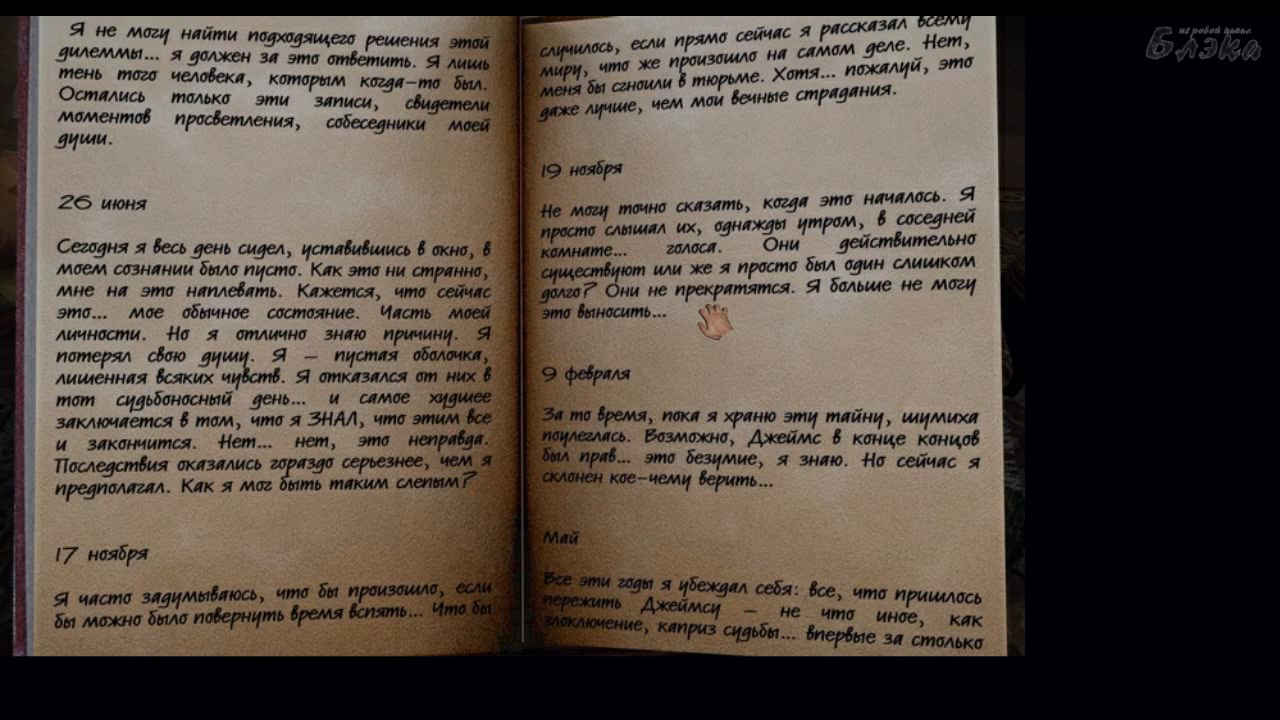 Я не могу найти подходящего решения этой
дилеммы... я должен за это ответить. Я лишь
тень того человека, которым когда-то был.
Остались только эти записи, свидетели
моментов просветления, собеседники моей
души.
26 июня
Сегодня я весь день сидел, уставившись в окно, в
моем сознании было пусто. Как это ни странно,
мне на это наплевать. Кажется, что сейчас
это... мое обычное состояние. Часть моей
личности. Но я отлично знаю причину. Я
потерял свою душу. Я – пустая оболочка,
лишенная всяких чувств. Я отказался от них в
тот судьбоносный день... и самое худшее
заключается в том, что я ЗНАЛ, что этим все
и закончится. Нет... нет, это неправда.
Последствия оказались гораздо серьезнее, чем я
предполагал. Как я мог быть таким слепым?
17 ноября
Я часто задумываюсь, что бы произошло, если
бы можно было повернуть время вспять... Что бы
случилось, если прямо сейчас я рассказал всему
миру, что же произошло на самом деле. Нет,
меня бы сгноили в тюрьме. Хотя... пожалуй, это
даже лучше, чем мои вечные страдания.
19 ноября
Не могу точно сказать, когда это началось. Я
просто слышал их, однажды утром, в соседней
комнате... голоса. Они действительно
существуют или же я просто был один слишком
долго? Они не прекратятся. Я больше не могу
это выносить...
9 февраля
За то время, пока я храню эту тайну, шумиха
поулеглась. Возможно, Джеймс в конце концов
был прав... это безумие, я знаю. Но сейчас я
склонен кое-чему верить...
Май
Все эти годы я убеждал себя: все, что пришлось
пережить Джеймсу – не что иное, как
злоключение, каприз судьбы... впервые за столько
игровой канал
Блэка